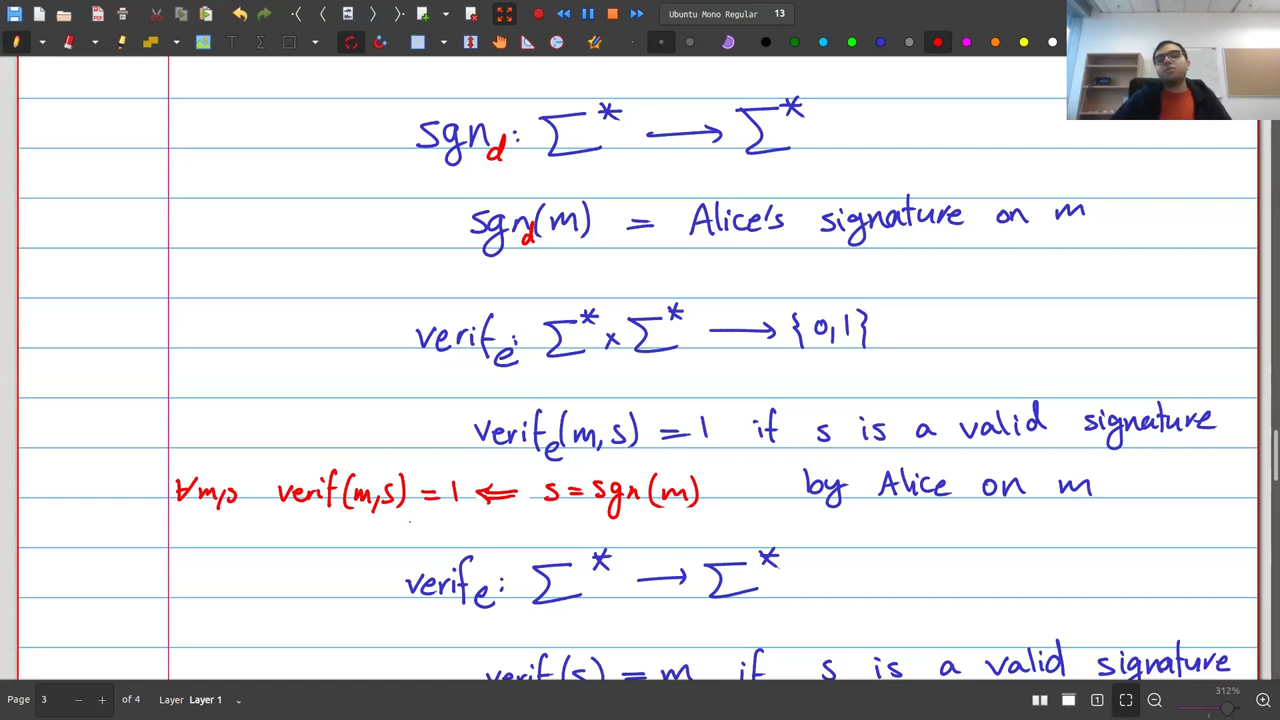 Ubuntu Mono Regular 13
sgn_d : Σ* ⟶ Σ*
sgn_d(m) = Alice's signature on m
verif_e : Σ* × Σ* ⟶ {0,1}
verif_e(m,s) = 1 if s is a valid signature
∀m,s verif(m,s) = 1 ⇐ s = sgn(m) by Alice on m
verif_e : Σ* ⟶ Σ*
verif(s) = m if s is a valid signature
Page 3 of 4 Layer Layer 1 312%